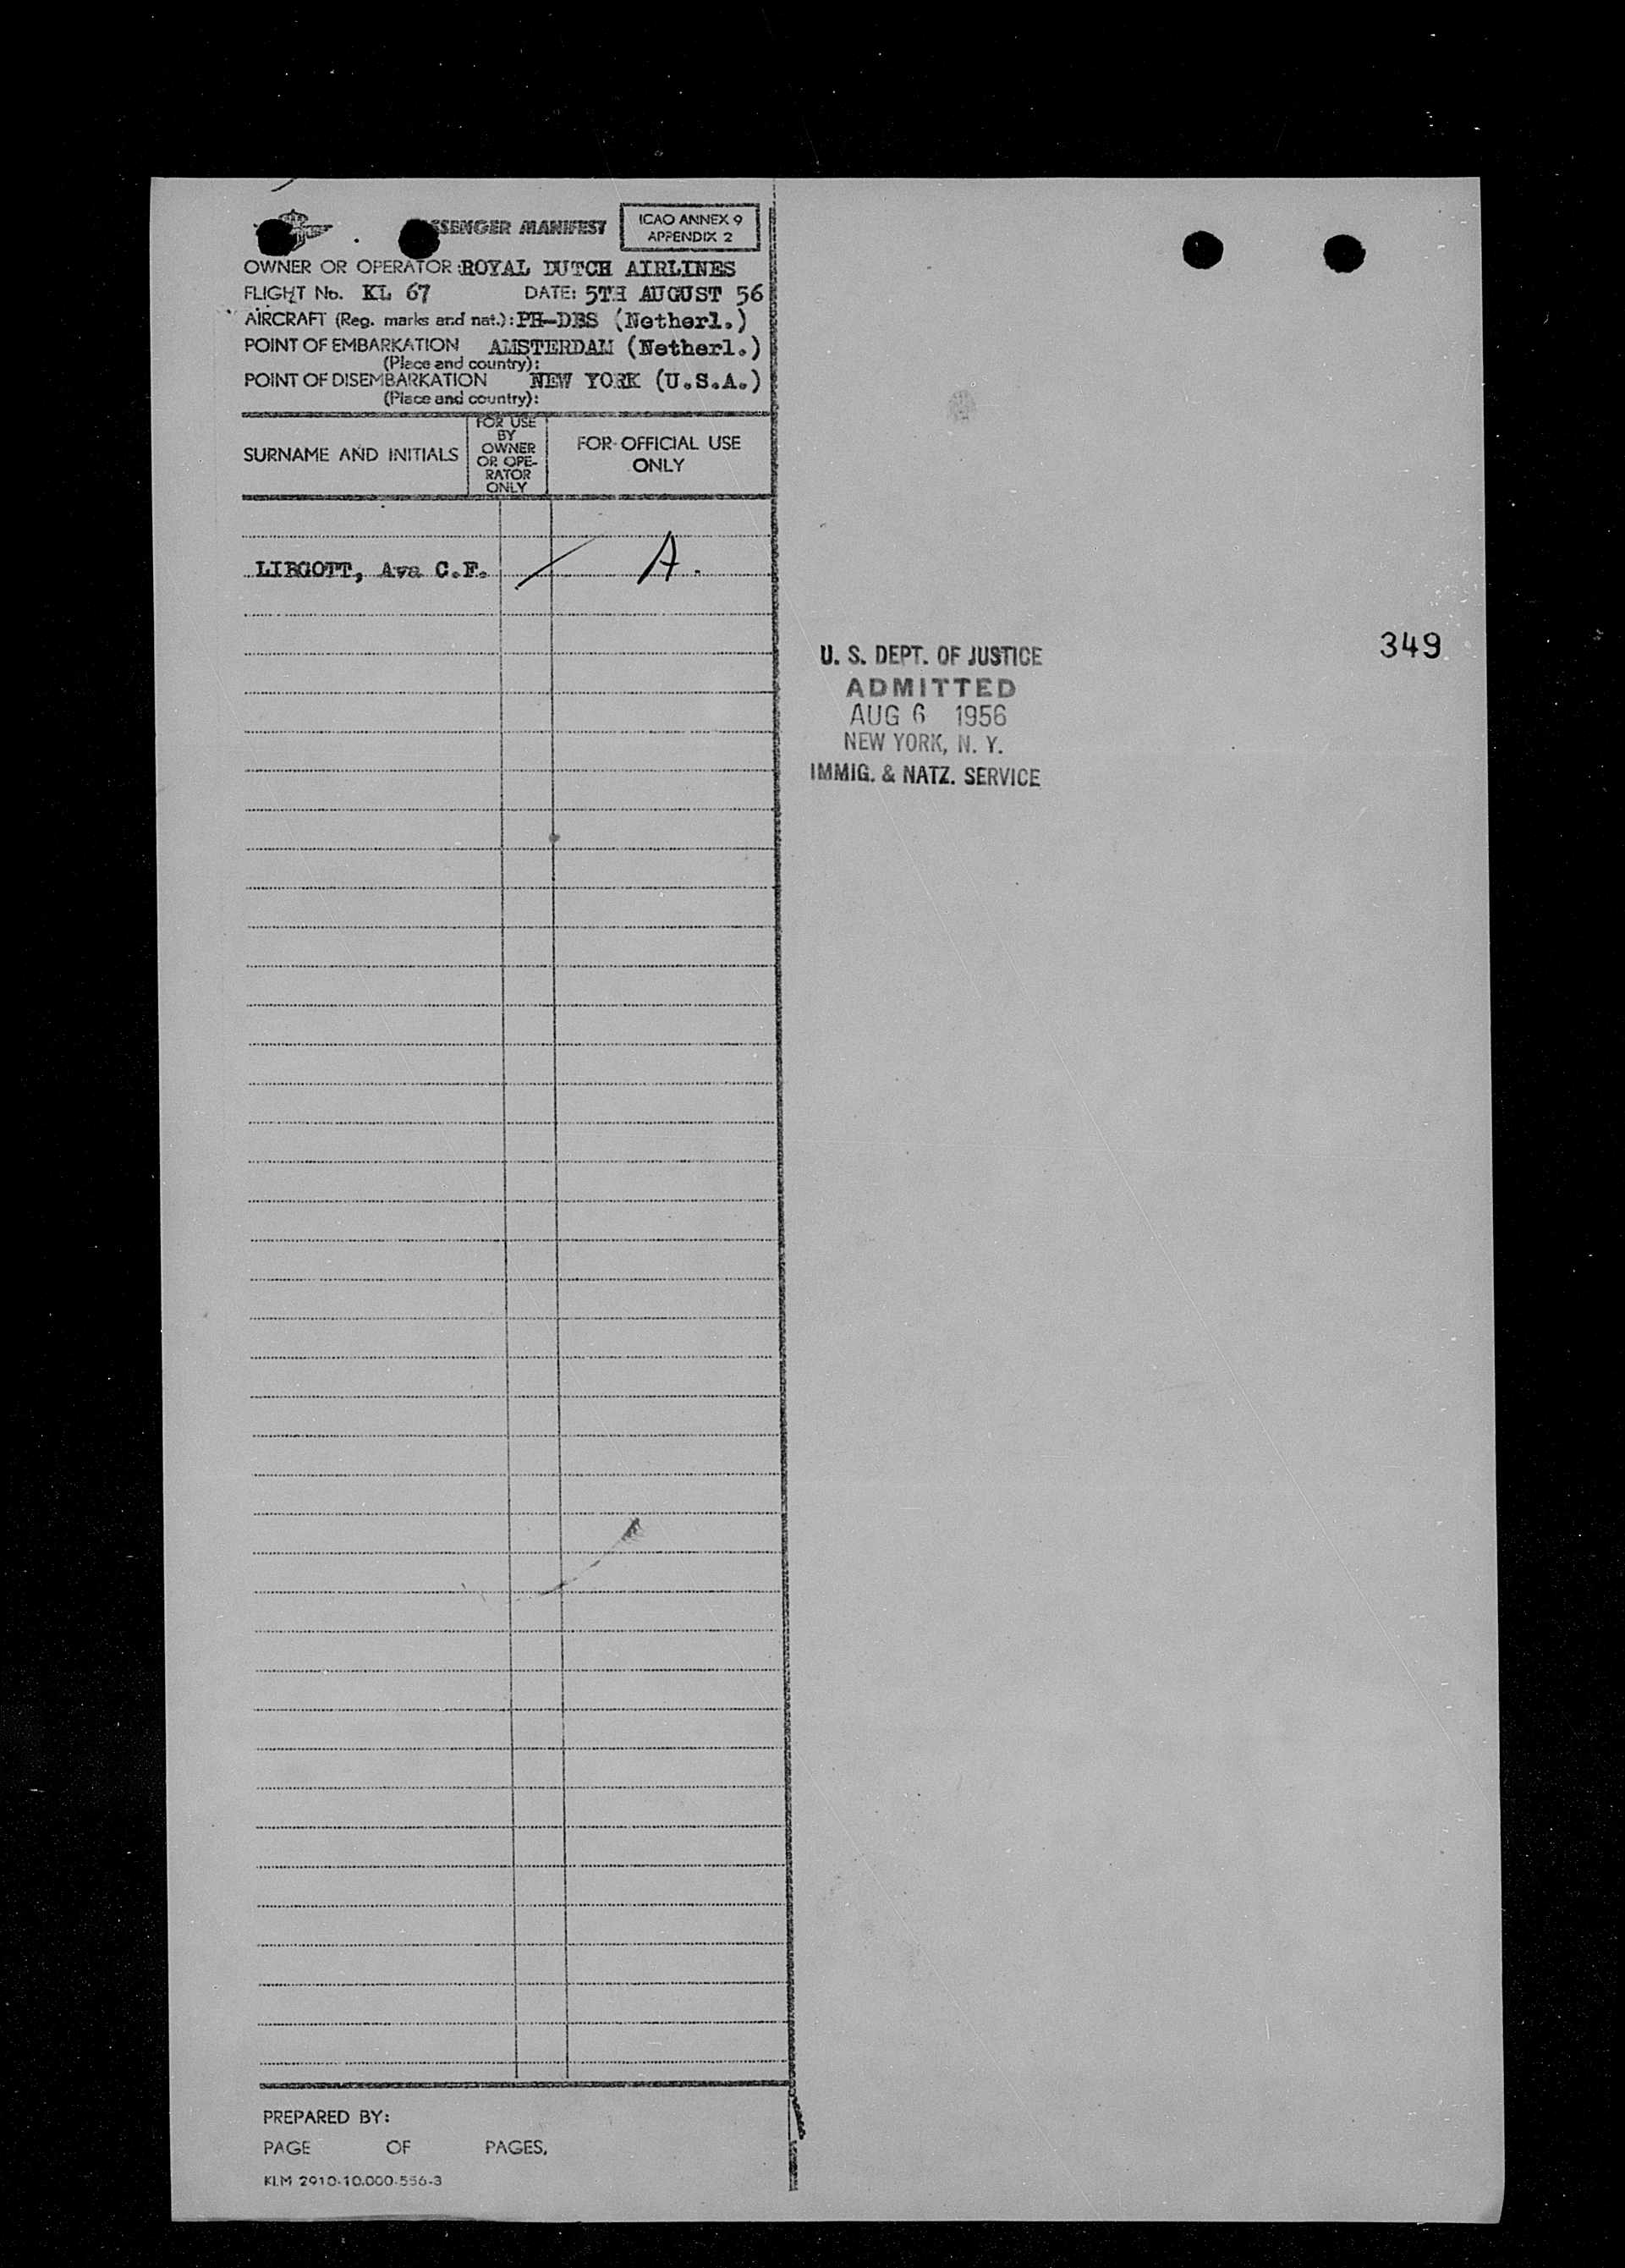 PASSENGER MANIFEST
ICAO ANNEX 9
APPENDIX 2
OWNER OR OPERATOR: ROYAL DUTCH AIRLINES
FLIGHT No. KL 67 DATE: 5TH AUGUST 56
AIRCRAFT (Reg. marks and nat.): PH-DBS (Netherl.)
POINT OF EMBARKATION AMSTERDAM (Netherl.)
(Place and country):
POINT OF DISEMBARKATION NEW YORK (U.S.A.)
(Place and country):
SURNAME AND INITIALS
FOR USE
BY
OWNER
OR OPE-
RATOR
ONLY
FOR OFFICIAL USE
ONLY
LIBGOTT, Ava C.F. / A.
U. S. DEPT. OF JUSTICE
ADMITTED
AUG 6 1956
NEW YORK, N. Y.
IMMIG. & NATZ. SERVICE
349
PREPARED BY:
PAGE OF PAGES.
KLM 2910-10.000-556-3